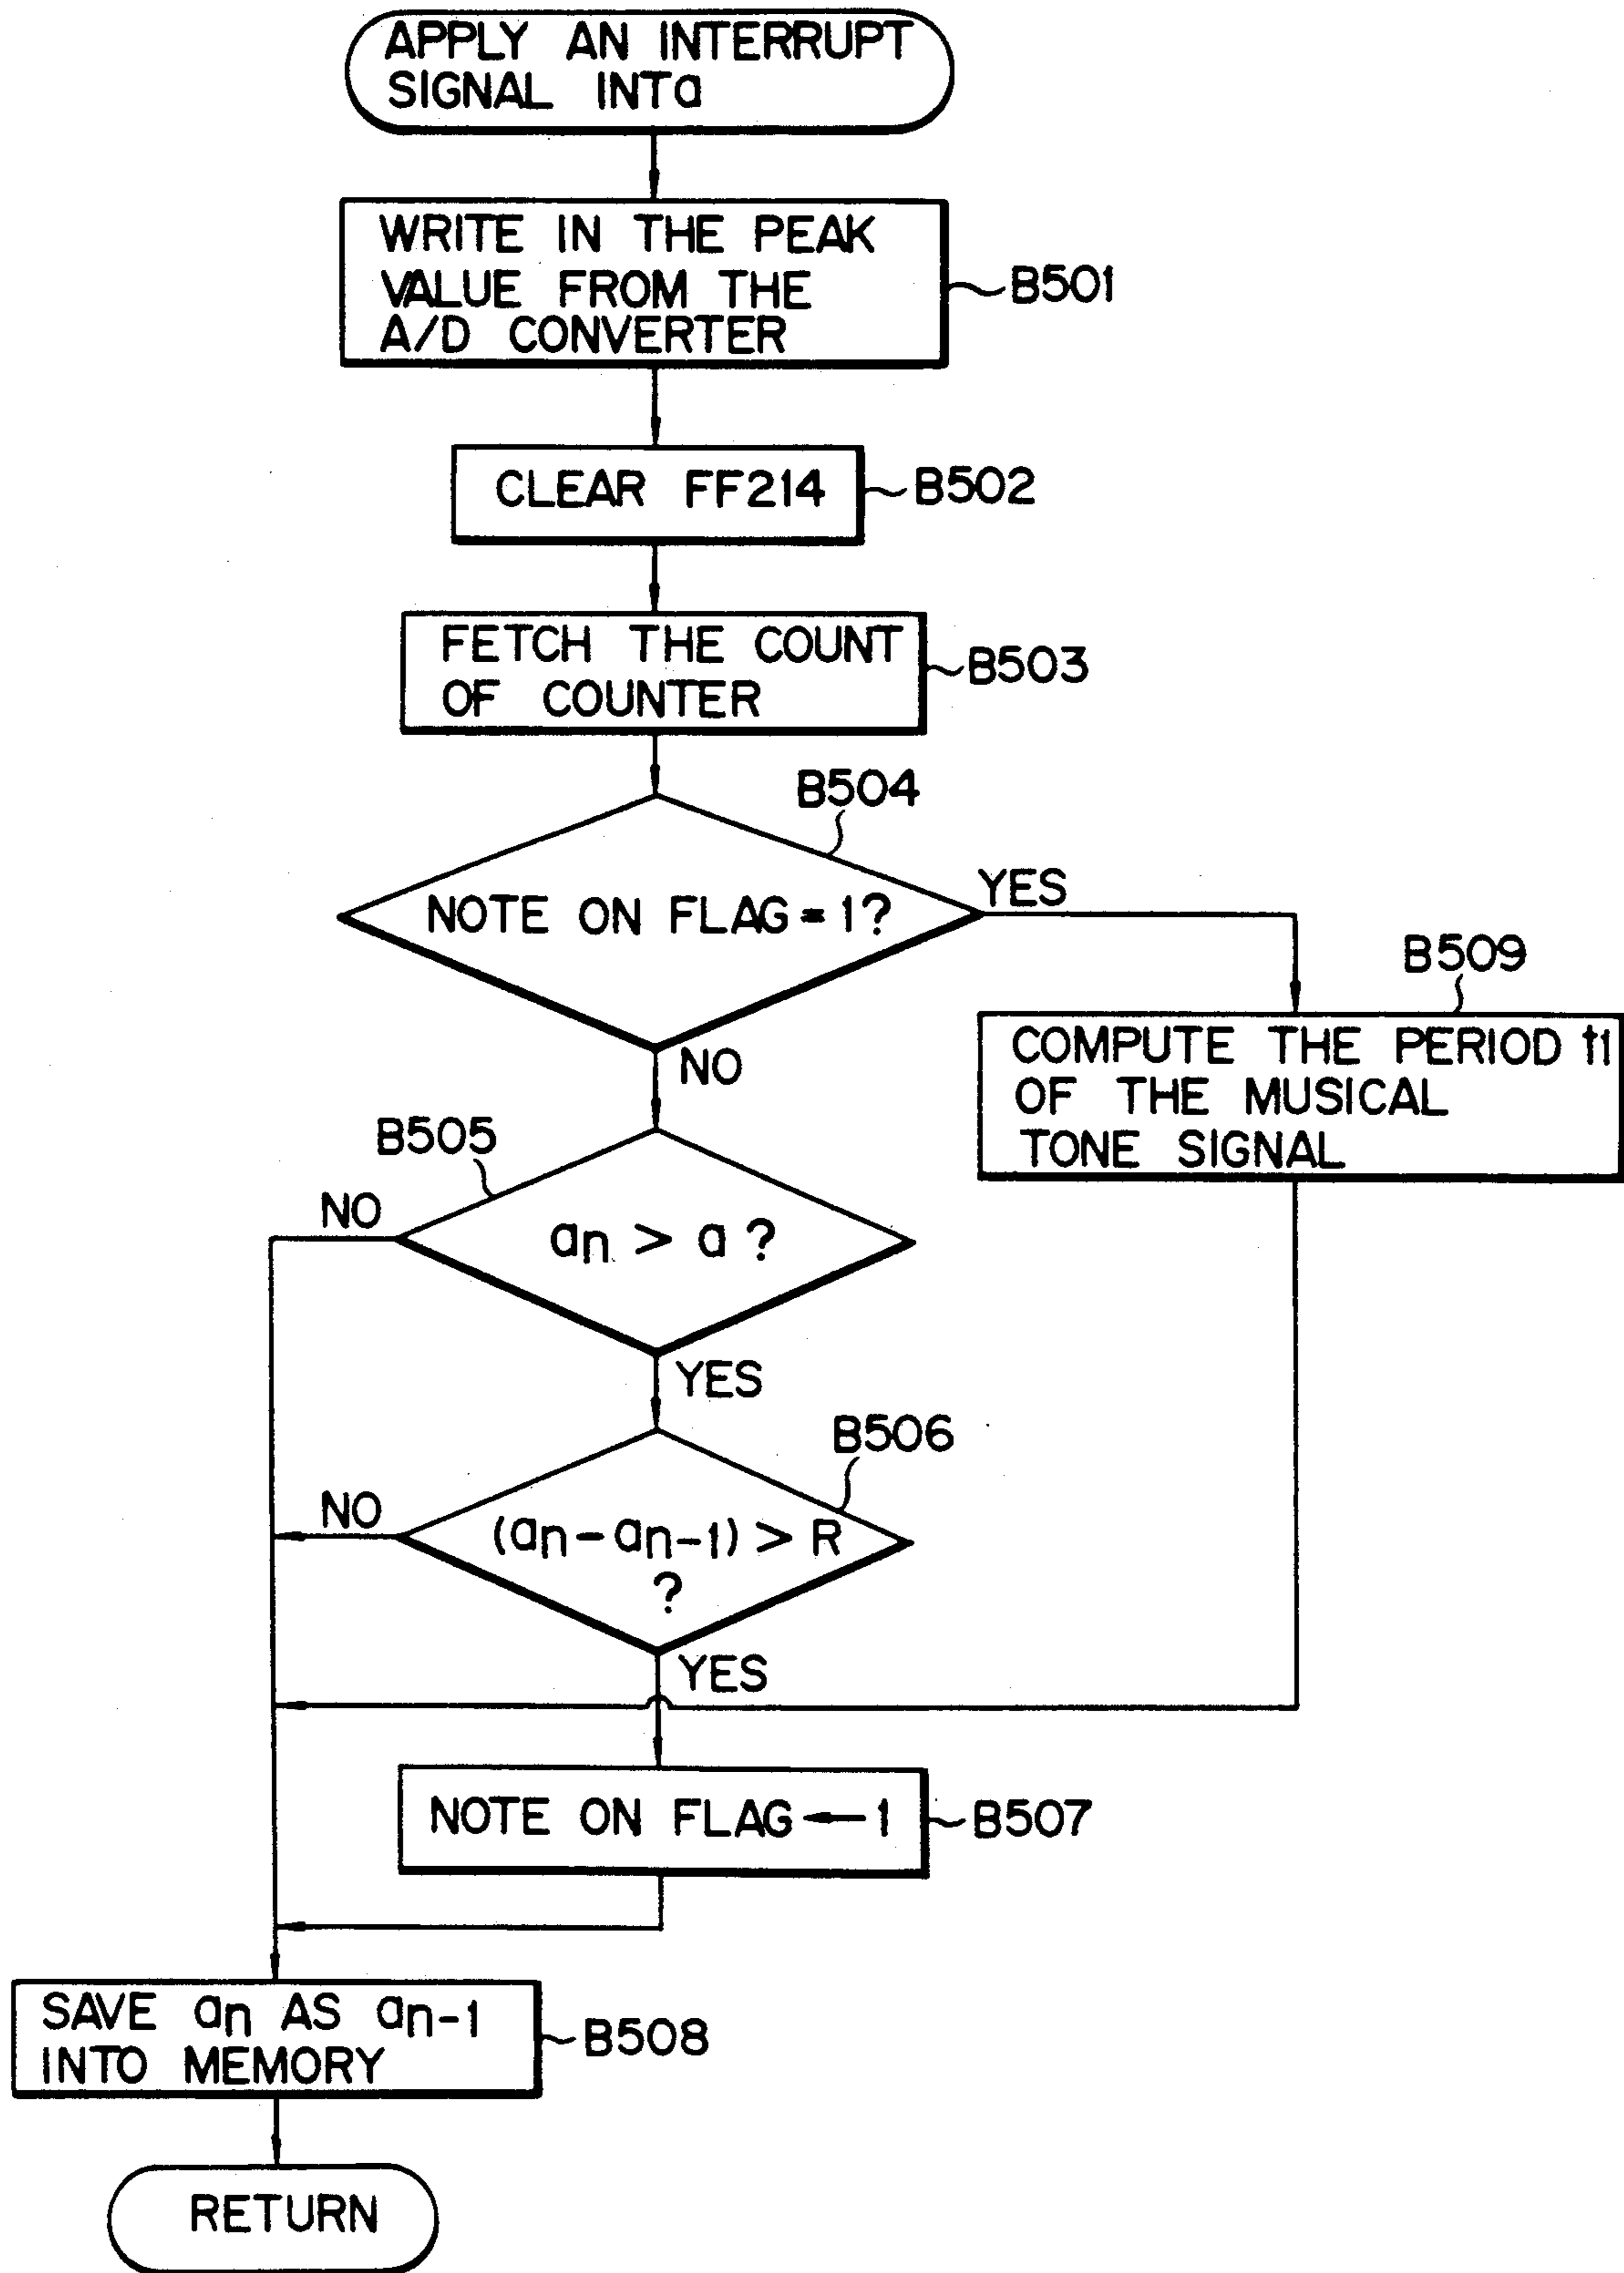 APPLY AN INTERRUPT
SIGNAL INTa
WRITE IN THE PEAK
VALUE FROM THE
A/D CONVERTER
B501
CLEAR FF214
B502
FETCH THE COUNT
OF COUNTER
B503
B504
NOTE ON FLAG = 1?
YES
NO
B509
COMPUTE THE PERIOD t1
OF THE MUSICAL
TONE SIGNAL
B505
NO
an > a ?
YES
B506
NO
(an - an-1) > R
?
YES
NOTE ON FLAG ← 1
B507
SAVE an AS an-1
INTO MEMORY
B508
RETURN